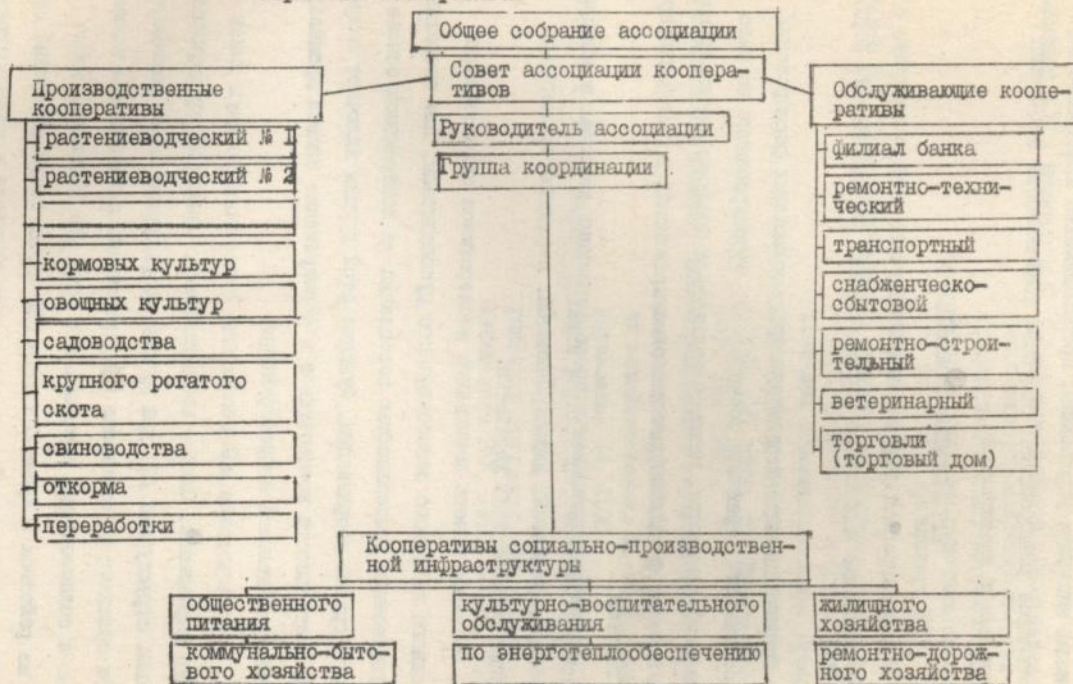 Общее собрание ассоциации
Совет ассоциации коопера-
тивов
Руководитель ассоциации
Группа координации
Производственные
кооперативы
растениеводческий № 1
растениеводческий № 2
кормовых культур
овощных культур
садоводства
крупного рогатого
скота
свиноводства
откорма
переработки
Обслуживающие коопе-
ративы
филиал банка
ремонтно-техни-
ческий
транспортный
снабженческо-
сбытовой
ремонтно-строи-
тельный
ветеринарный
торговли
(торговый дом)
Кооперативы социально-производствен-
ной инфраструктуры
общественного
питания
культурно-воспитательного
обслуживания
жилищного
хозяйства
коммунально-быто-
вого хозяйства
по энерготеплообеспечению
ремонтно-дорож-
ного хозяйства